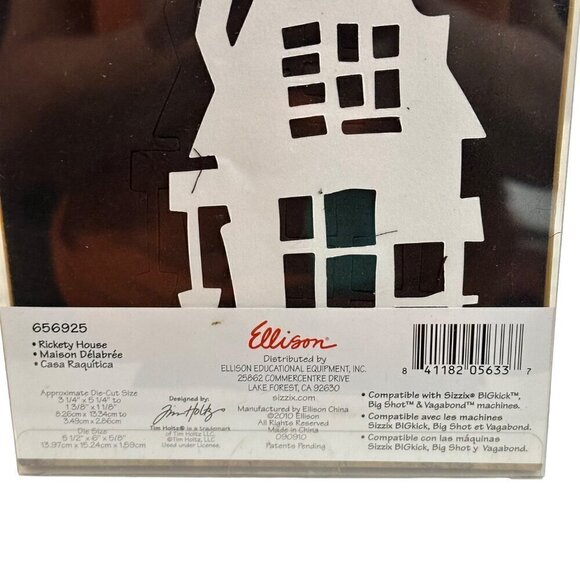 656925
• Rickety House
• Maison Délabrée
• Casa Raquítica
Approximate Die-Cut Size
3 1/4" x 5 1/4" to
1 3/8" x 1 1/8"
8.26cm x 13.34cm to
3.49cm x 2.86cm
Die Size
5 1/2" x 6" x 5/8"
13.97cm x 15.24cm x 1.59cm
Designed by:
Tim Holtz
Tim Holtz® is a trademark
of Tim Holtz, LLC
©Tim Holtz, LLC
Used under License.
Ellison®
Distributed by
ELLISON EDUCATIONAL EQUIPMENT, INC.
25862 COMMERCENTRE DRIVE
LAKE FOREST, CA 92630
sizzix.com
Manufactured by Ellison China
©2010 Ellison
All Rights Reserved
Made in China
090910
Patents Pending
8 41182 05633 7
• Compatible with Sizzix® BIGkick™,
Big Shot™ & Vagabond™ machines.
• Compatible avec les machines
Sizzix BIGkick, Big Shot et Vagabond.
• Compatible con las máquinas
Sizzix BIGkick, Big Shot y Vagabond.